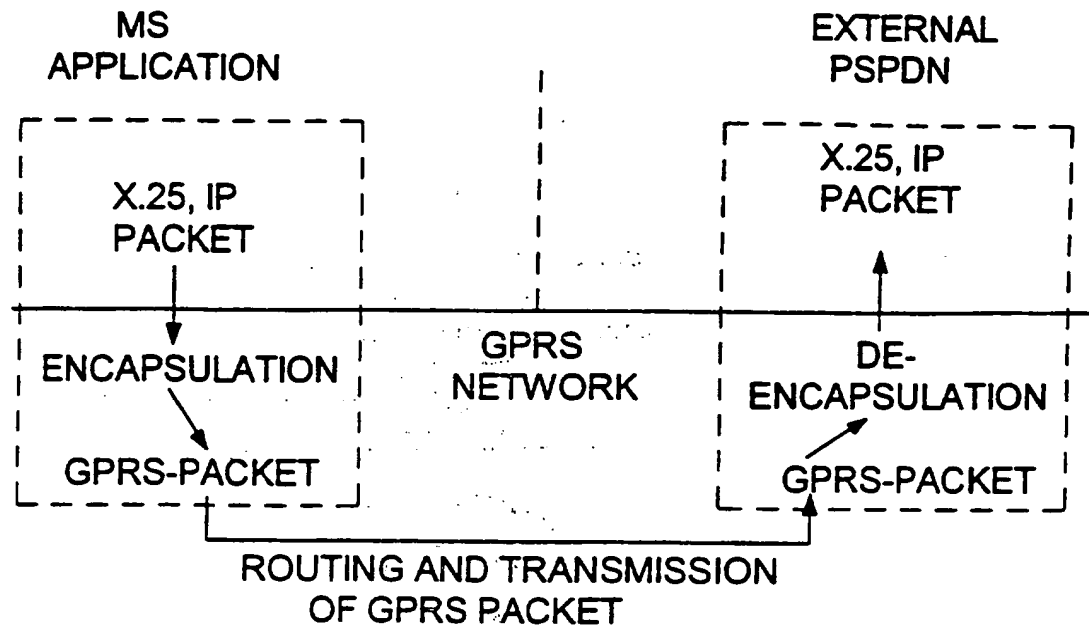 MS
APPLICATION
EXTERNAL
PSPDN
X.25, IP
PACKET
X.25, IP
PACKET
ENCAPSULATION
GPRS-PACKET
GPRS
NETWORK
DE-
ENCAPSULATION
GPRS-PACKET
ROUTING AND TRANSMISSION
OF GPRS PACKET